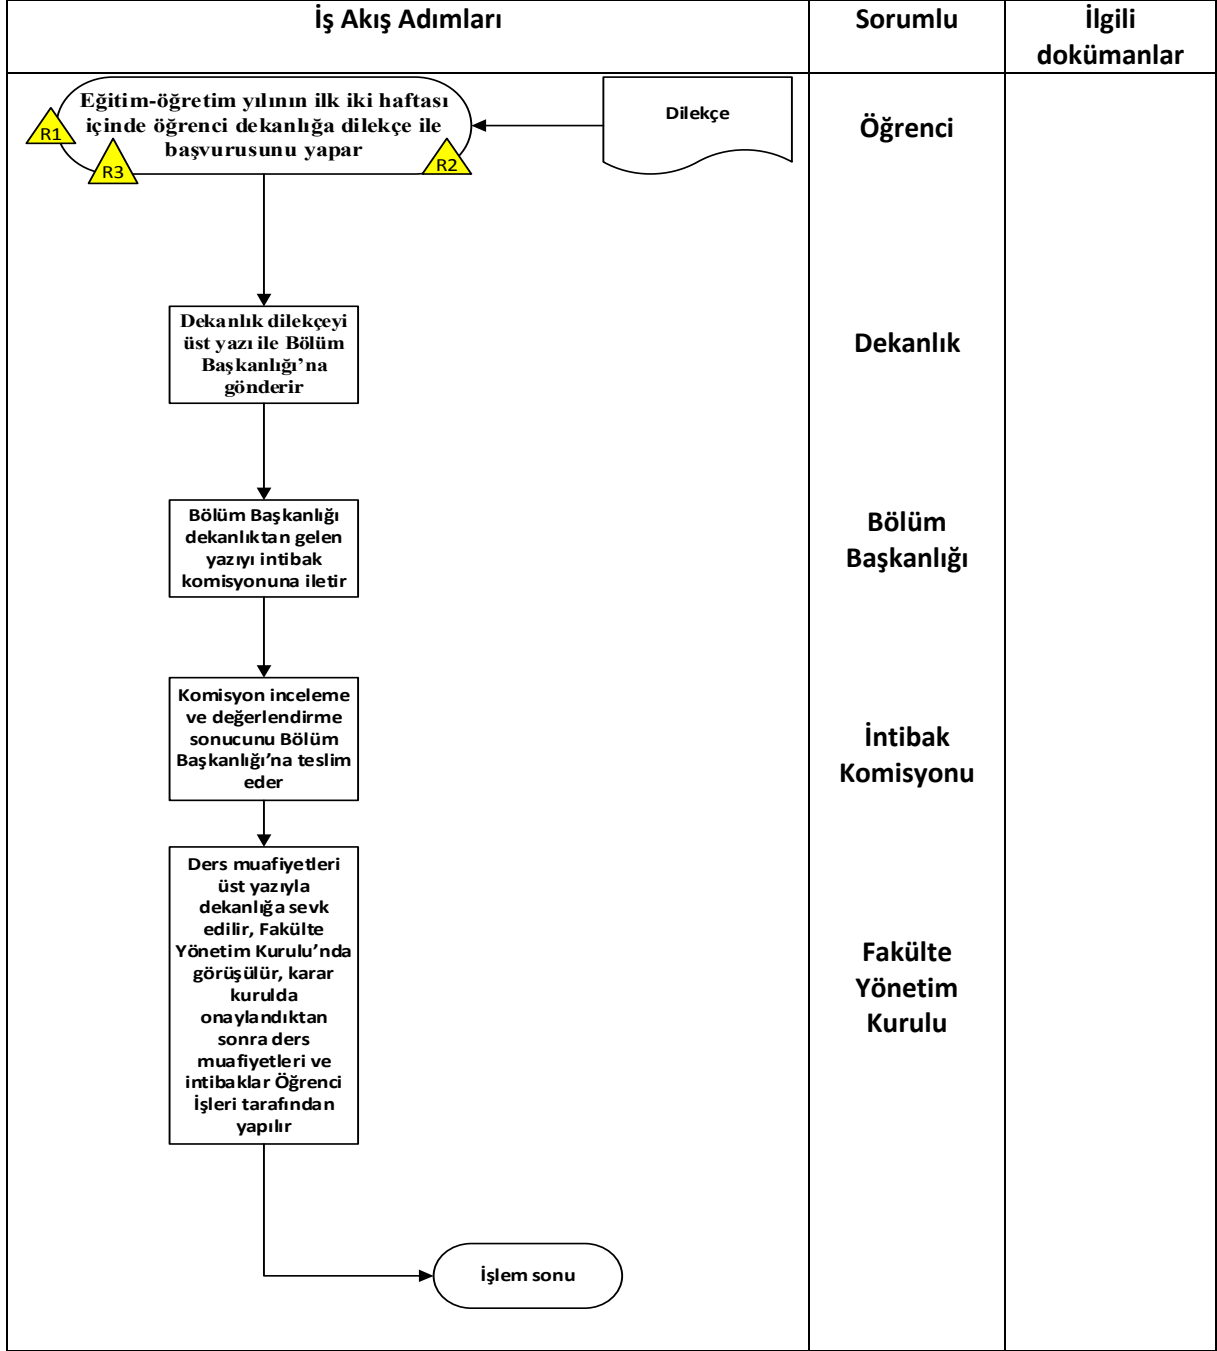 İş Akış Adımları
Sorumlu
İlgili
dokümanlar
Eğitim-öğretim yılının ilk iki haftası
içinde öğrenci dekanlığa dilekçe ile
başvurusunu yapar
R1
R3
R2
Dilekçe
Öğrenci
Dekanlık dilekçeyi
üst yazı ile Bölüm
Başkanlığı’na
gönderir
Dekanlık
Bölüm Başkanlığı
dekanlıktan gelen
yazıyı intibak
komisyonuna iletir
Bölüm
Başkanlığı
Komisyon inceleme
ve değerlendirme
sonucunu Bölüm
Başkanlığı’na teslim
eder
İntibak
Komisyonu
Ders muafiyetleri
üst yazıyla
dekanlığa sevk
edilir, Fakülte
Yönetim Kurulu’nda
görüşülür, karar
kurulda
onaylandıktan
sonra ders
muafiyetleri ve
intibaklar Öğrenci
İşleri tarafından
yapılır
Fakülte
Yönetim
Kurulu
İşlem sonu